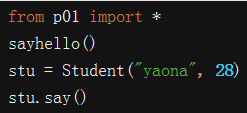 from p01 import *
sayhello()
stu = Student("yaona", 28)
stu.say()